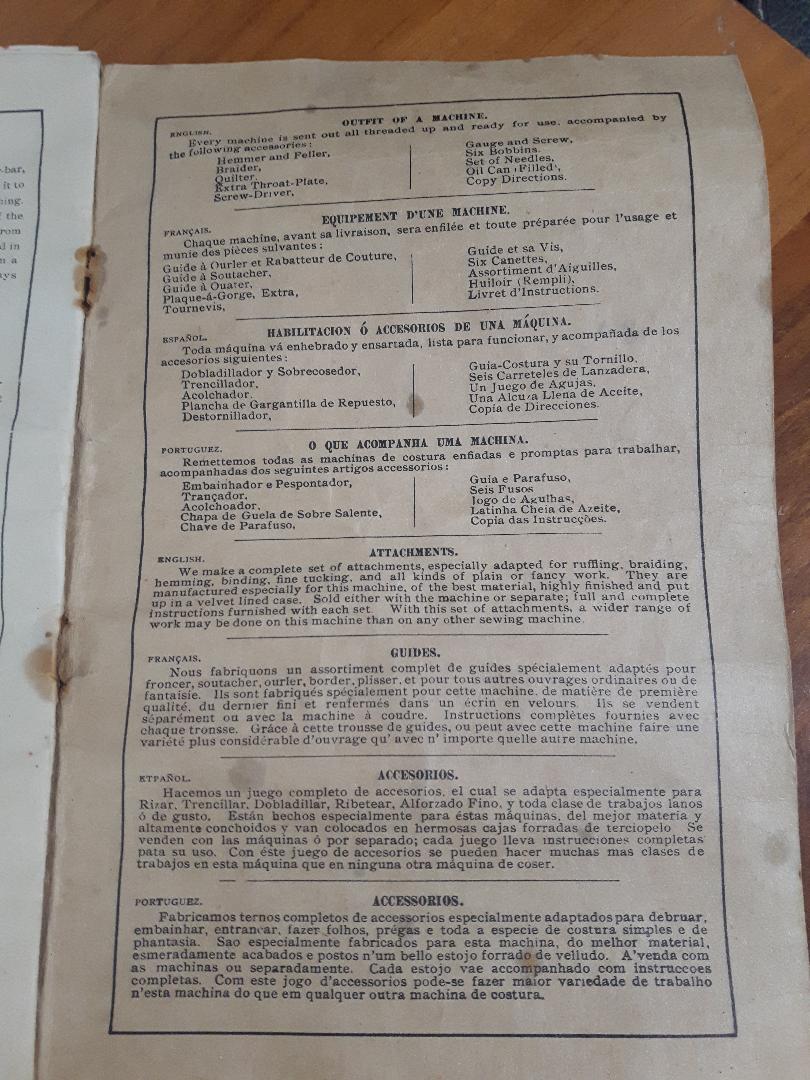 -bar,
it to
ning.
f the
rom
d in
n a
ays
OUTFIT OF A MACHINE.
ENGLISH.
Every machine is sent out all threaded up and ready for use, accompanied by
the following accessories:
Hemmer and Feller,
Braider,
Quilter,
Extra Throat-Plate,
Screw-Driver,
Gauge and Screw,
Six Bobbins.
Set of Needles,
Oil Can (Filled),
Copy Directions.
EQUIPEMENT D'UNE MACHINE.
FRANÇAIS.
Chaque machine, avant sa livraison, sera enfilée et toute préparée pour l'usage et
munie des pièces sulvantes:
Guide à Ourler et Rabatteur de Couture,
Guide à Soutacher,
Guide à Ouater,
Plaque-á-Gorge, Extra,
Tournevis,
Guide et sa Vis,
Six Canettes,
Assortiment d'Aiguilles,
Huiloir (Rempli),
Livret d'Instructions.
HABILITACION Ó ACCESORIOS DE UNA MÁQUINA.
ESPAÑOL.
Toda máquina vá enhebrado y ensartada, lista para funcionar, y acompañada de los
accesorios siguientes:
Dobladillador y Sobrecosedor,
Trencillador,
Acolchador,
Plancha de Gargantilla de Repuesto,
Destornillador,
Guia-Costura y su Tornillo,
Seis Carreteles de Lanzadera,
Un Juego de Agujas,
Una Alcuza Llena de Aceite,
Copia de Direcciones.
O QUE ACOMPANHA UMA MACHINA.
PORTUGUEZ.
Remettemos todas as machinas de costura enfiadas e promptas para trabalhar,
acompanhadas dos seguintes artigos accessorios:
Embainhador e Pespontador,
Trançador,
Acolchoador,
Chapa de Guela de Sobre Salente,
Chave de Parafuso,
Guia e Parafuso,
Seis Fusos
Jogo de Agulhas,
Latinha Cheia de Azeite,
Copia das Instrucções.
ATTACHMENTS.
ENGLISH.
We make a complete set of attachments, especially adapted for ruffling, braiding,
hemming, binding, fine tucking, and all kinds of plain or fancy work. They are
manufactured especially for this machine, of the best material, highly finished and put
up in a velvet lined case. Sold either with the machine or separate; full and complete
instructions furnished with each set. With this set of attachments, a wider range of
work may be done on this machine than on any other sewing machine.
GUIDES.
FRANÇAIS.
Nous fabriquons un assortiment complet de guides spécialement adaptés pour
froncer, soutacher, ourler, border, plisser, et pour tous autres ouvrages ordinaires ou de
fantaisie. Ils sont fabriqués spécialement pour cette machine, de matière de première
qualité, du dernier fini et renfermés dans un écrin en velours. Ils se vendent
séparément ou avec la machine à coudre. Instructions complètes fournies avec
chaque tronsse. Grâce à cette trousse de guides, ou peut avec cette machine faire une
variété plus considérable d'ouvrage qu' avec n' importe quelle autre machine.
ACCESORIOS.
ETPAÑOL.
Hacemos un juego completo de accesorios, el cual se adapta especialmente para
Rizar, Trencillar, Dobladillar, Ribetear, Alforzado Fino, y toda clase de trabajos lanos
ó de gusto. Están hechos especialmente para éstas máquinas, del mejor materia y
altamente conchoidos y van colocados en hermosas cajas forradas de terciopelo Se
venden con las máquinas ó por separado; cada juego lleva instrucciones completas
pata su uso. Con éste juego de accesorios se pueden hacer muchas mas clases de
trabajos en esta máquina que en ninguna otra máquina de coser.
ACCESSORIOS.
PORTUGUEZ.
Fabricamos ternos completos de accessorios especialmente adaptados para debruar,
embainhar, entrancar, fazer folhos, prégas e toda a especie de costura simples e de
phantasia. Sao especialmente fabricados para esta machina, do melhor material,
esmeradamente acabados e postos n'um bello estojo forrado de velludo. A'venda com
as machinas ou separadamente. Cada estojo vae accompanhado com instruccoes
completas. Com este jogo d'accessorios pode-se fazer maior variedade de trabalho
n'esta machina do que em qualquer outra machina de costura.